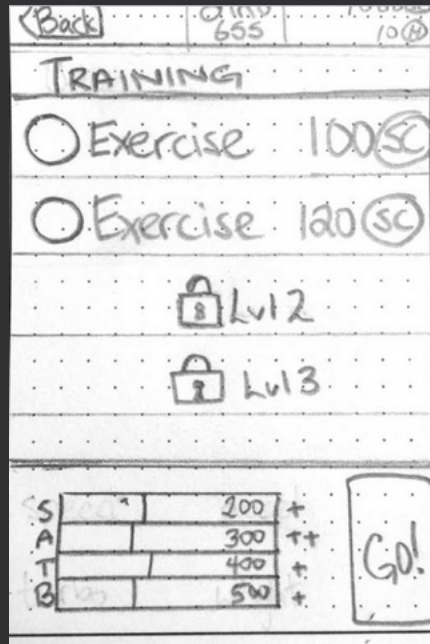 Back
655 10 M
TRAINING
Exercise 100 SC
Exercise 120 SC
Lvl 2
Lvl 3
S 200 +
A 300 ++
T 400 +
B 500 +
GO!